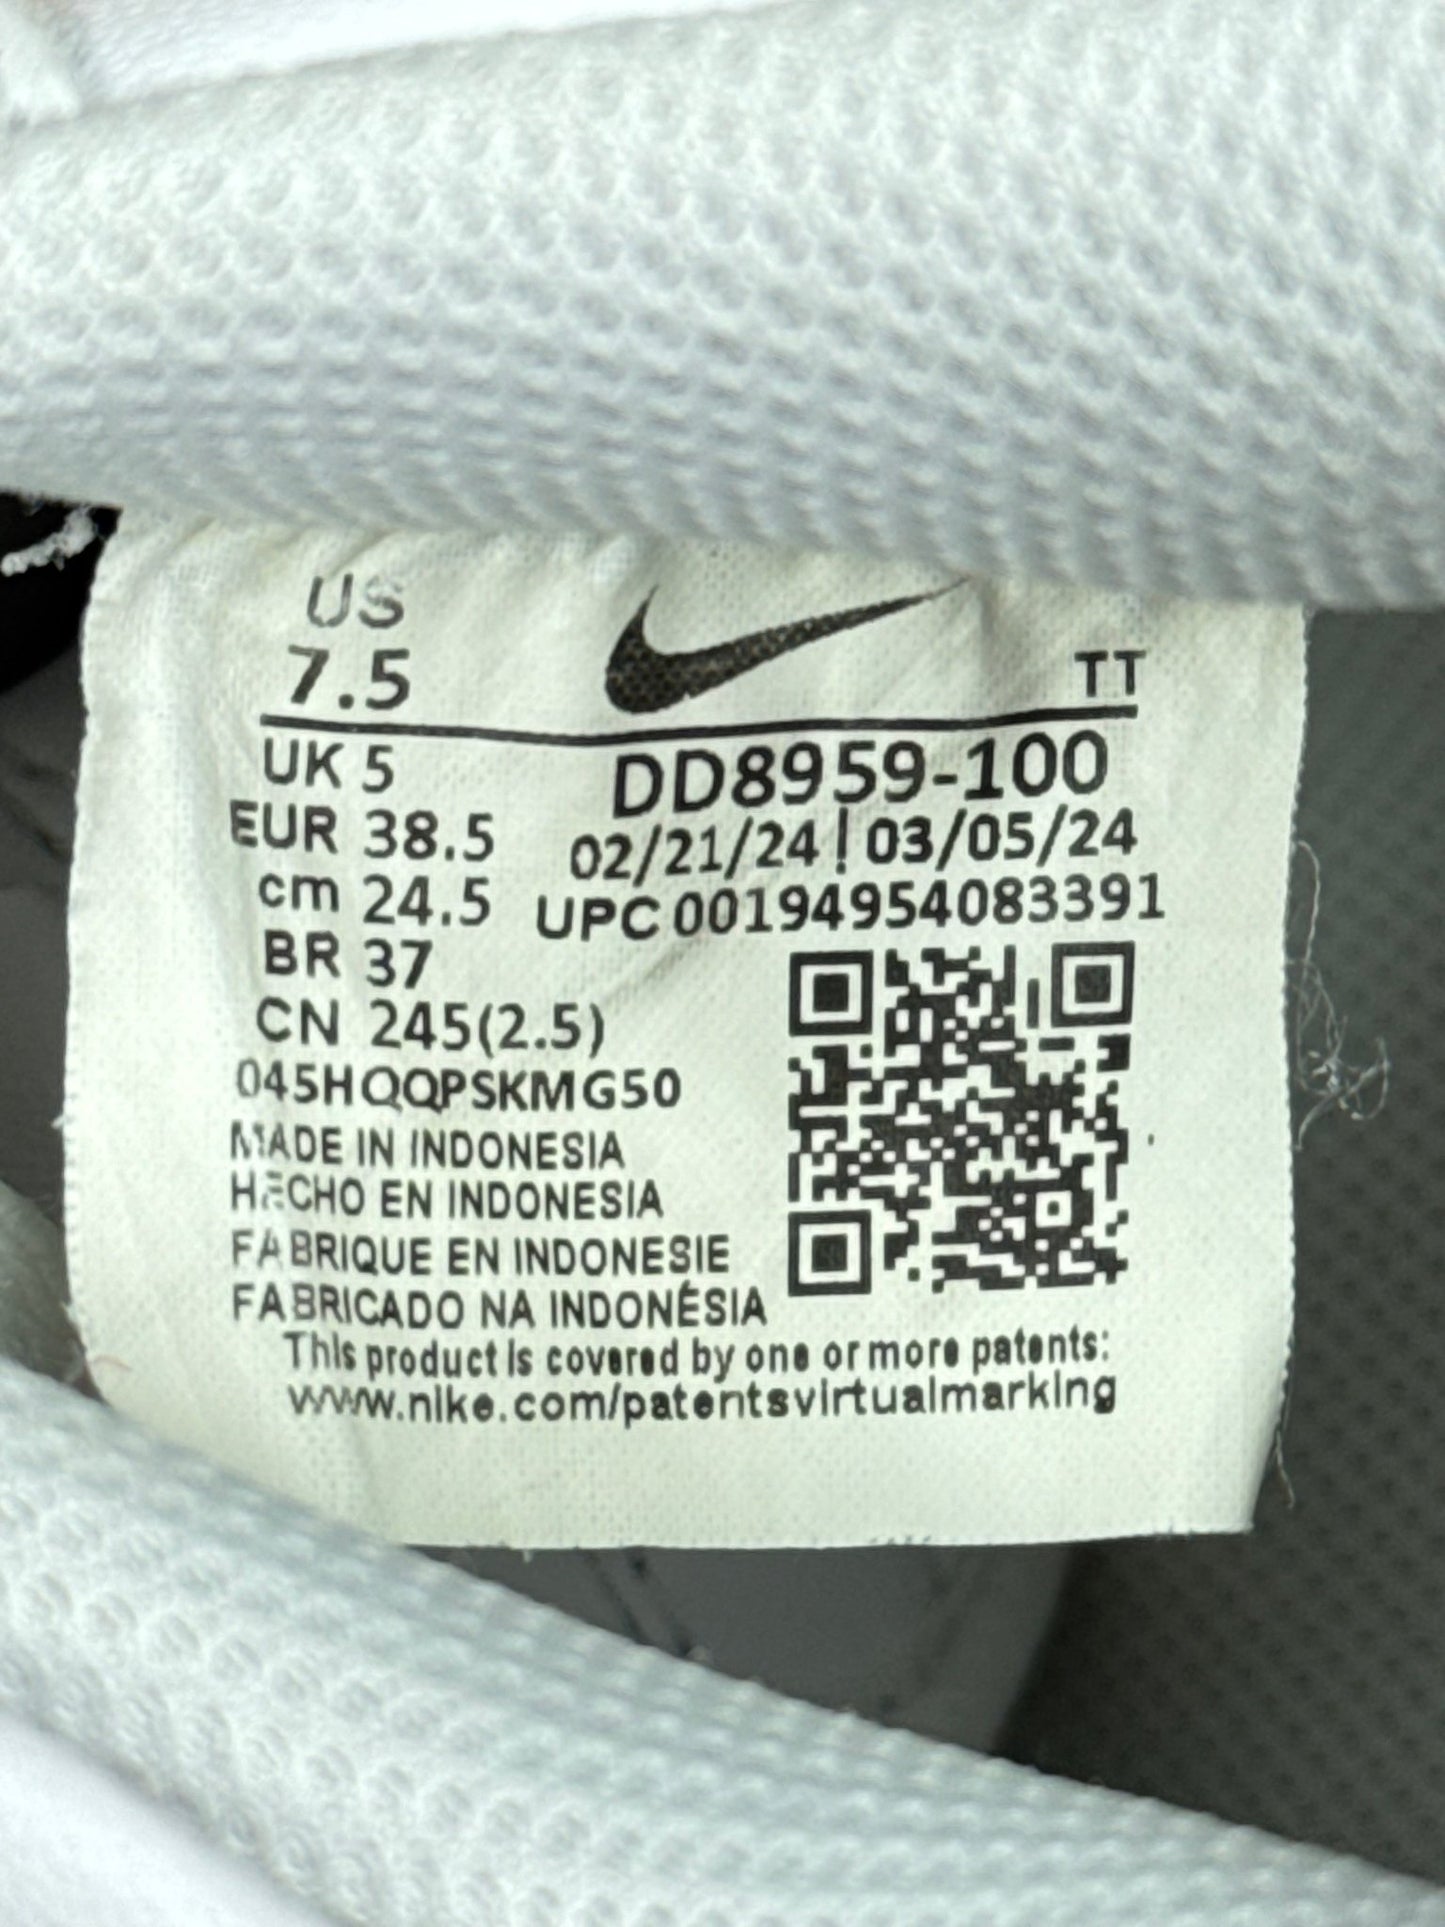 US
7.5
TT
UK 5
DD8959-100
EUR 38.5
02/21/24 | 03/05/24
cm 24.5
UPC 00194954083391
BR 37
CN 245(2.5)
045HQQPSKMG50
MADE IN INDONESIA
HECHO EN INDONESIA
FABRIQUE EN INDONESIE
FABRICADO NA INDONÉSIA
This product is covered by one or more patents:
www.nike.com/patentsvirtualmarking